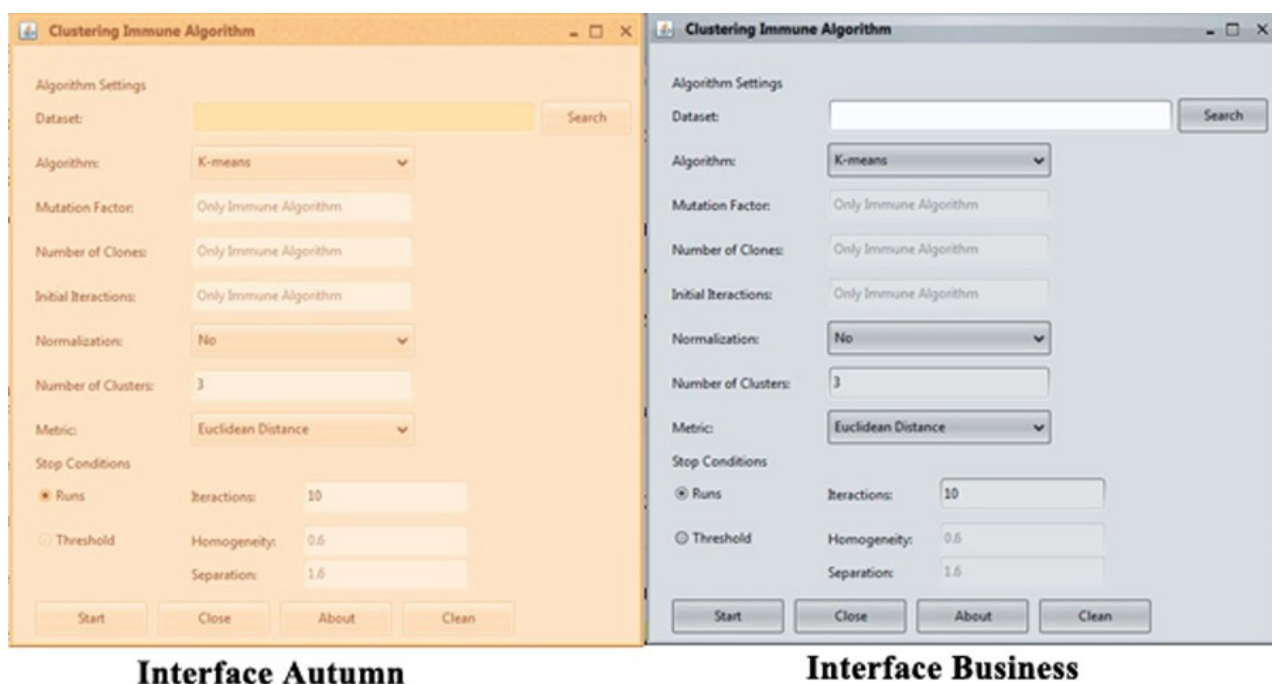 Clustering Immune Algorithm
Algorithm Settings
Dataset: Search
Algorithm: K-means
Mutation Factor: Only Immune Algorithm
Number of Clones: Only Immune Algorithm
Initial Iteractions: Only Immune Algorithm
Normalization: No
Number of Clusters: 3
Metric: Euclidean Distance
Stop Conditions
Runs Iteractions: 10
Threshold Homogeneity: 0.6
Separation: 1.6
Start Close About Clean
Interface Autumn
Clustering Immune Algorithm
Algorithm Settings
Dataset: Search
Algorithm: K-means
Mutation Factor: Only Immune Algorithm
Number of Clones: Only Immune Algorithm
Initial Iteractions: Only Immune Algorithm
Normalization: No
Number of Clusters: 3
Metric: Euclidean Distance
Stop Conditions
Runs Iteractions: 10
Threshold Homogeneity: 0.6
Separation: 1.6
Start Close About Clean
Interface Business